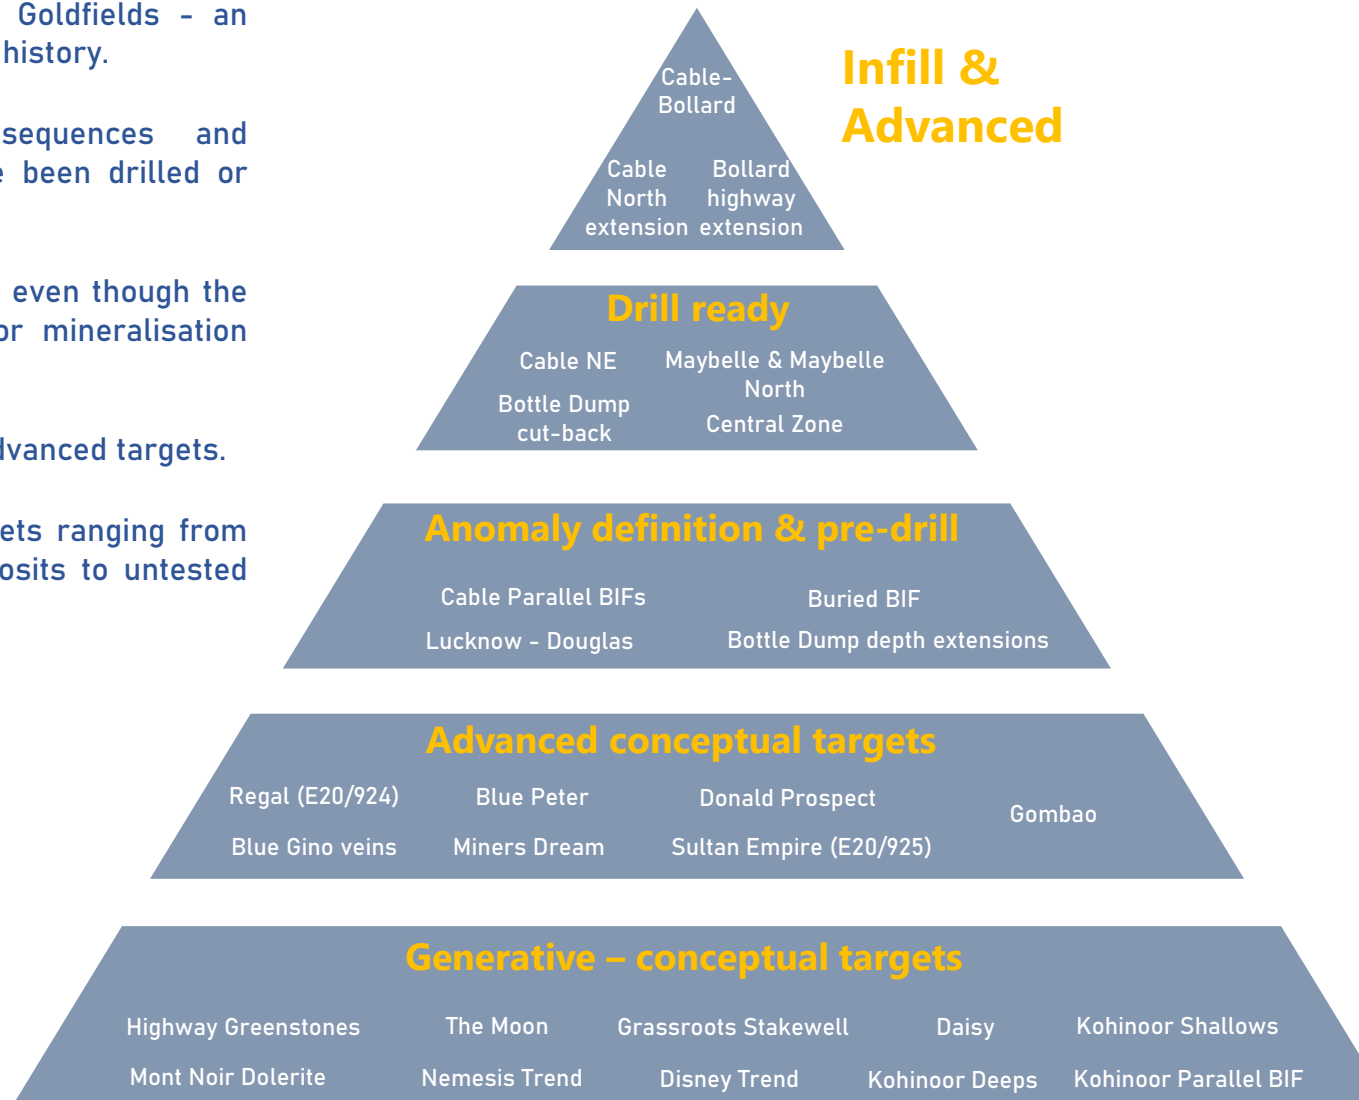 Goldfields - an
history.
sequences and
been drilled or
even though the
or mineralisation
advanced targets.
ranging from
to untested
Infill &
Advanced
Cable-
Bollard
Cable
North
extension
Bollard
highway
extension
Drill ready
Cable NE
Bottle Dump
cut-back
Maybelle & Maybelle
North
Central Zone
Anomaly definition & pre-drill
Cable Parallel BIFs
Buried BIF
Lucknow - Douglas
Bottle Dump depth extensions
Advanced conceptual targets
Regal (E20/924)
Blue Peter
Donald Prospect
Gombao
Blue Gino veins
Miners Dream
Sultan Empire (E20/925)
Generative – conceptual targets
Highway Greenstones
The Moon
Grassroots Stakewell
Daisy
Kohinoor Shallows
Mont Noir Dolerite
Nemesis Trend
Disney Trend
Kohinoor Deeps
Kohinoor Parallel BIF